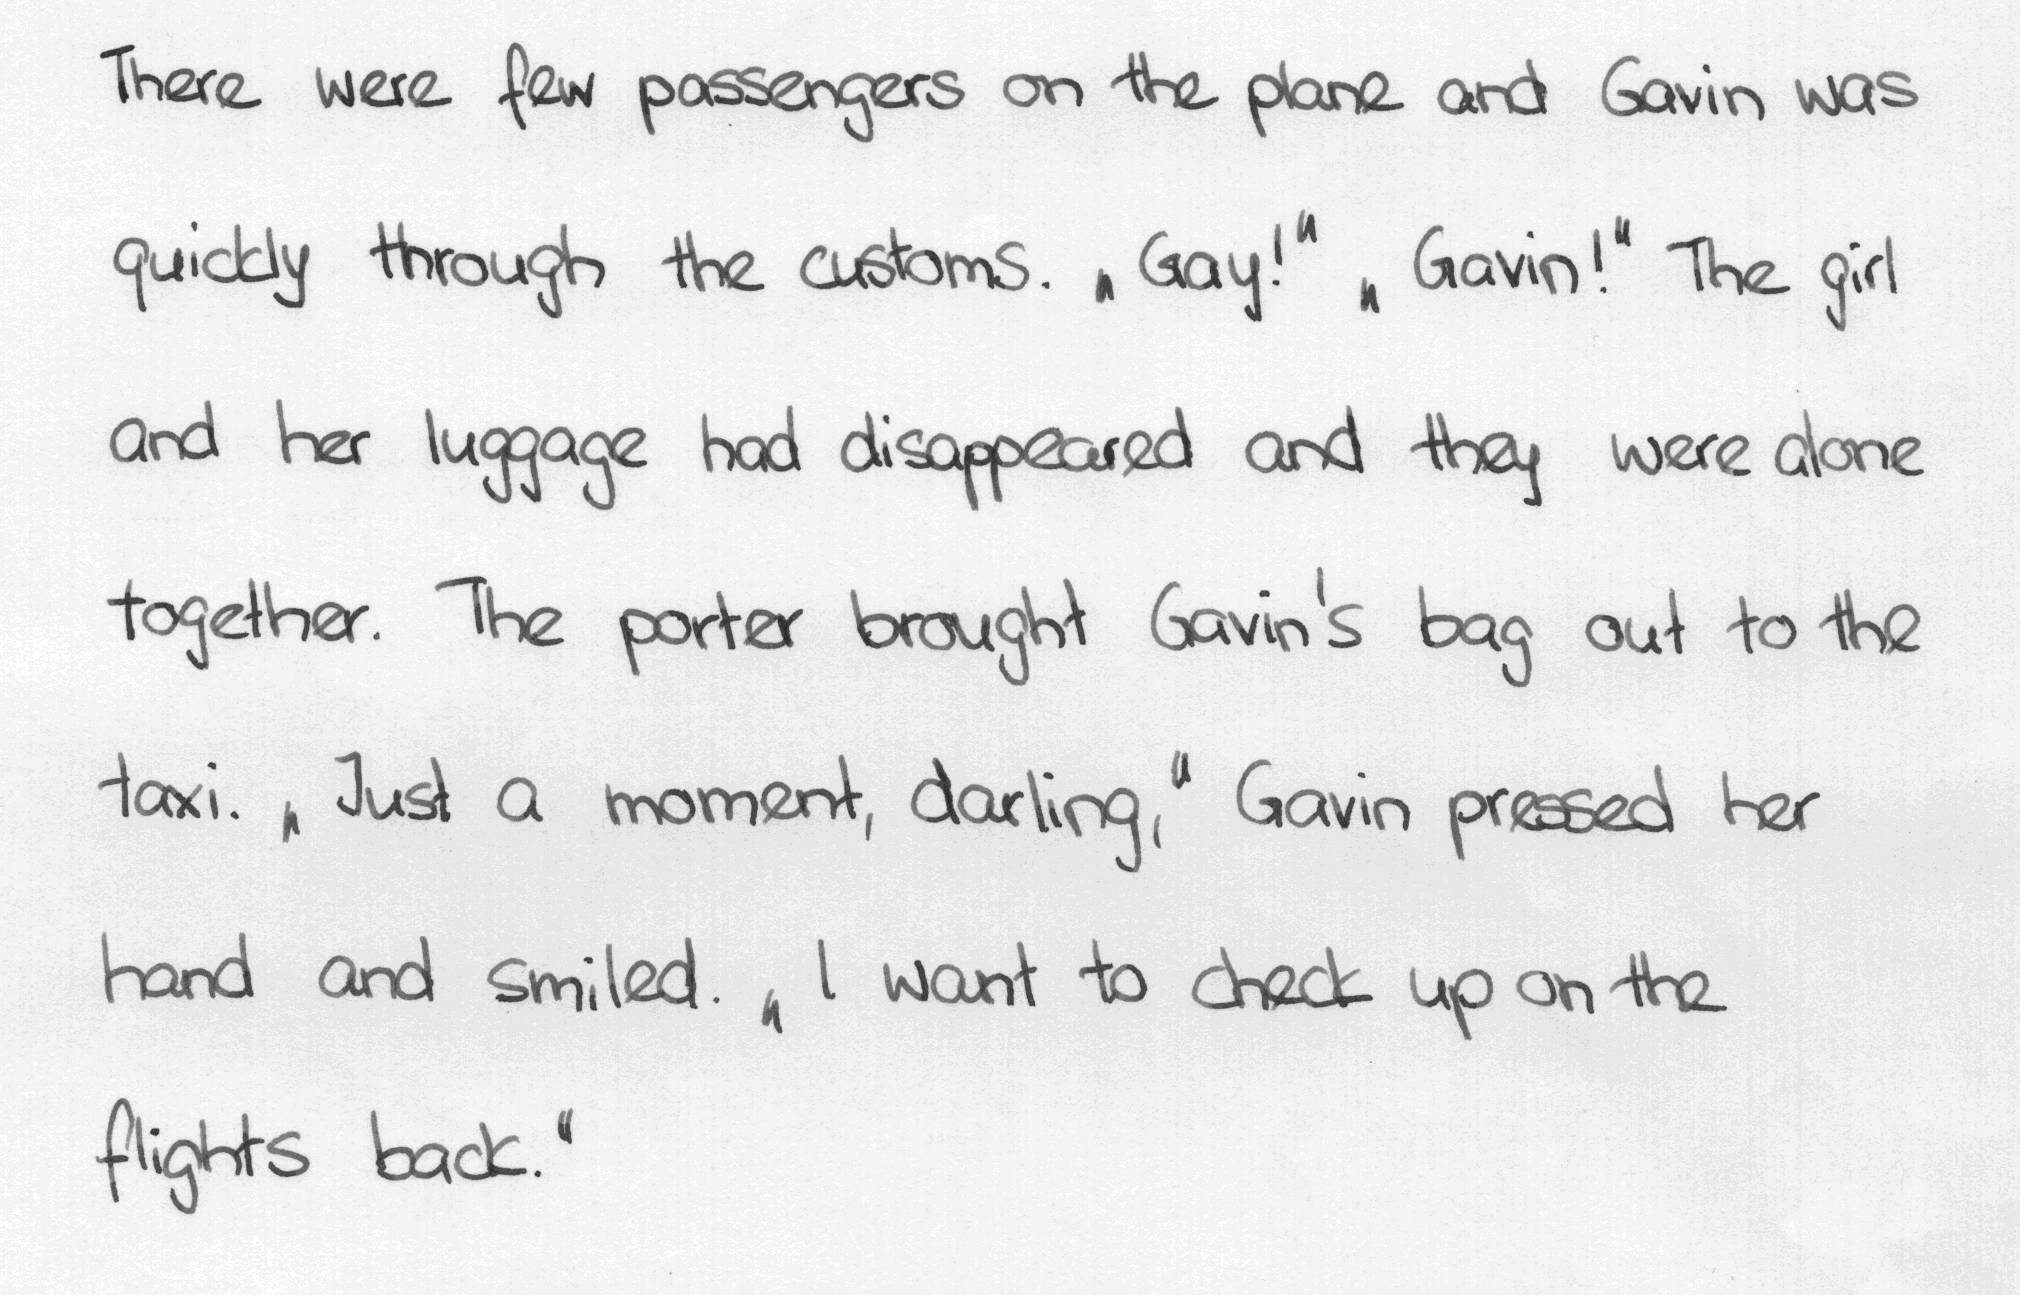 There were few passengers on the plane and Gavin was
quickly through the customs. „Gay!“ „Gavin!“ The girl
and her luggage had disappeared and they were alone
together. The porter brought Gavin's bag out to the
taxi. „Just a moment, darling,“ Gavin pressed her
hand and smiled. „I want to check up on the
flights back.“